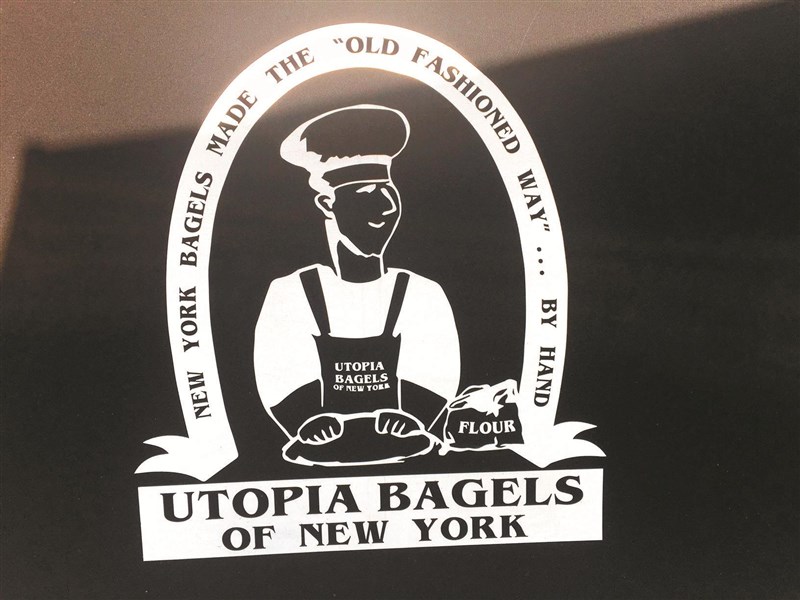 NEW YORK BAGELS MADE THE "OLD FASHIONED WAY"... BY HAND
UTOPIA
BAGELS
OF NEW YORK
FLOUR
UTOPIA BAGELS
OF NEW YORK